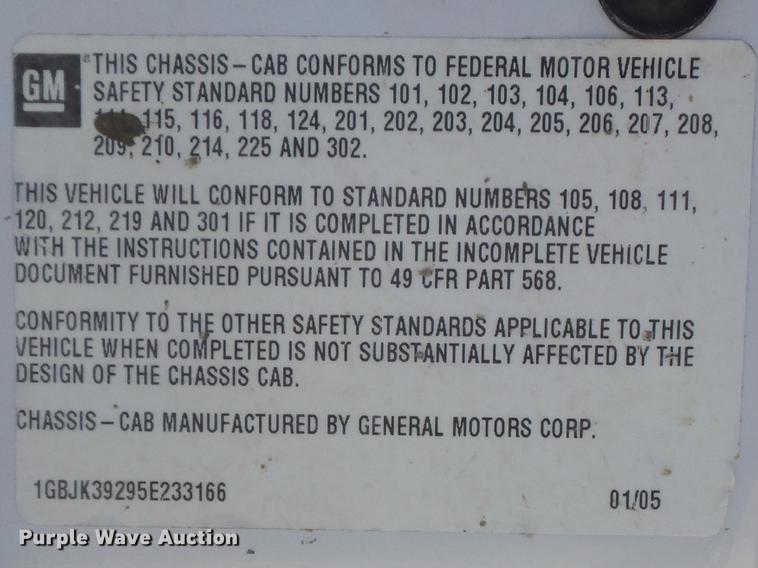 GM
®THIS CHASSIS – CAB CONFORMS TO FEDERAL MOTOR VEHICLE
SAFETY STANDARD NUMBERS 101, 102, 103, 104, 106, 113,
115, 116, 118, 124, 201, 202, 203, 204, 205, 206, 207, 208,
209, 210, 214, 225 AND 302.
THIS VEHICLE WILL CONFORM TO STANDARD NUMBERS 105, 108, 111,
120, 212, 219 AND 301 IF IT IS COMPLETED IN ACCORDANCE
WITH THE INSTRUCTIONS CONTAINED IN THE INCOMPLETE VEHICLE
DOCUMENT FURNISHED PURSUANT TO 49 CFR PART 568.
CONFORMITY TO THE OTHER SAFETY STANDARDS APPLICABLE TO THIS
VEHICLE WHEN COMPLETED IS NOT SUBSTANTIALLY AFFECTED BY THE
DESIGN OF THE CHASSIS CAB.
CHASSIS – CAB MANUFACTURED BY GENERAL MOTORS CORP.
1GBJK39295E233166 01/05
Purple Wave Auction